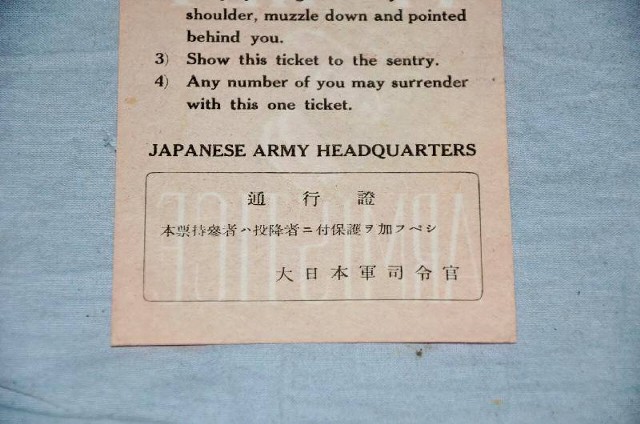 shoulder, muzzle down and pointed
behind you.
3) Show this ticket to the sentry.
4) Any number of you may surrender
with this one ticket.
JAPANESE ARMY HEADQUARTERS
通行證
本票持參者ハ投降者ニ付保護ヲ加フベシ
大日本軍司令官